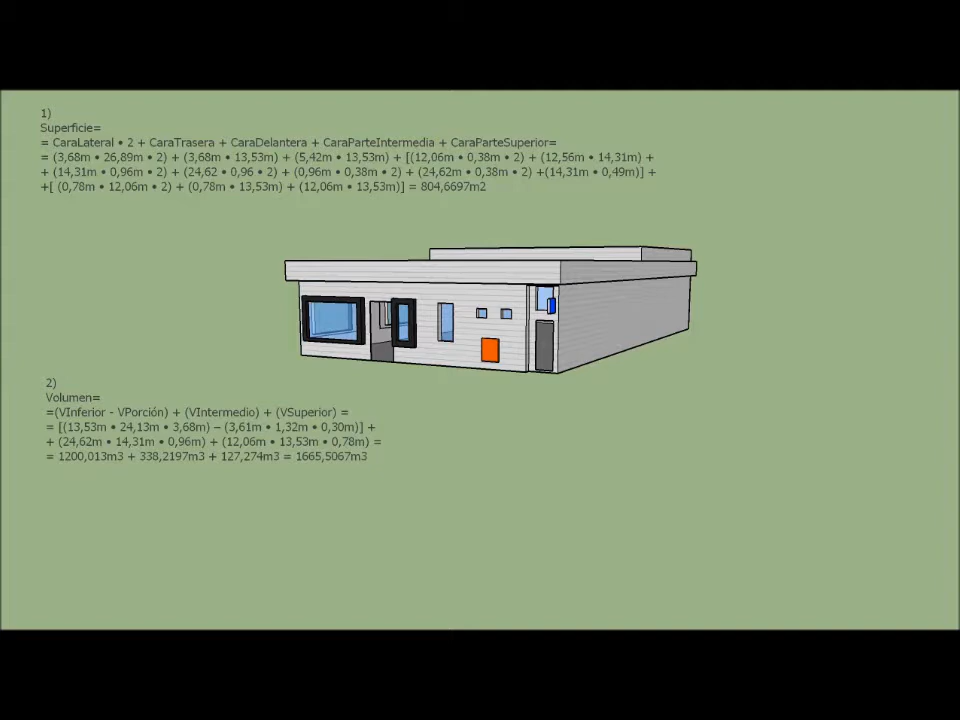 1)
Superficie=
= CaraLateral • 2 + CaraTrasera + CaraDelantera + CaraParteIntermedia + CaraParteSuperior=
= (3,68m • 26,89m • 2) + (3,68m • 13,53m) + (5,42m • 13,53m) + [(12,06m • 0,38m • 2) + (12,56m • 14,31m) +
+ (14,31m • 0,96m • 2) + (24,62 • 0,96 • 2) + (0,96m • 0,38m • 2) + (24,62m • 0,38m • 2) +(14,31m • 0,49m)] +
+[ (0,78m • 12,06m • 2) + (0,78m • 13,53m) + (12,06m • 13,53m)] = 804,6697m2
2)
Volumen=
=(VInferior - VPorción) + (VIntermedio) + (VSuperior) =
= [(13,53m • 24,13m • 3,68m) – (3,61m • 1,32m • 0,30m)] +
+ (24,62m • 14,31m • 0,96m) + (12,06m • 13,53m • 0,78m) =
= 1200,013m3 + 338,2197m3 + 127,274m3 = 1665,5067m3